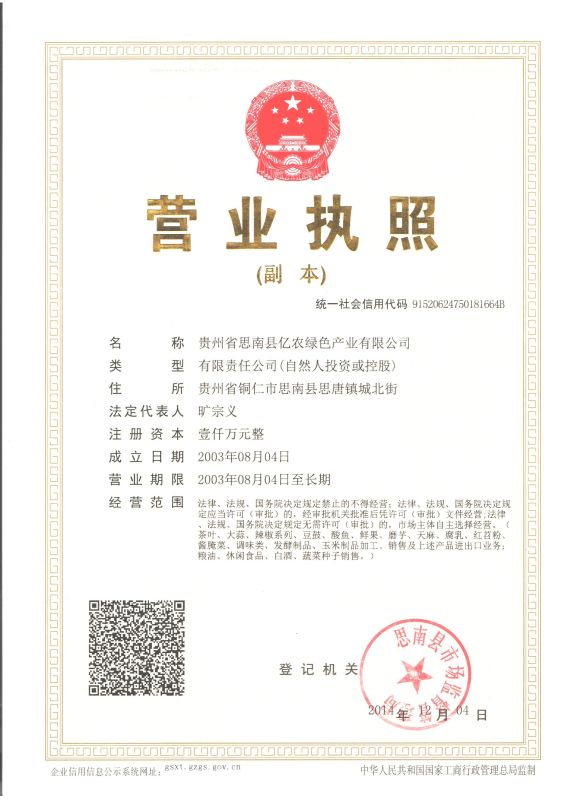 营业执照
(副 本)
统一社会信用代码 91520624750181664B
名 称 贵州省思南县亿农绿色产业有限公司
类 型 有限责任公司(自然人投资或控股)
住 所 贵州省铜仁市思南县思唐镇城北街
法定代表人 旷宗义
注册资本 壹仟万元整
成立日期 2003年08月04日
营业期限 2003年08月04日至长期
经营范围 法律、法规、国务院决定规定禁止的不得经营；法律、法规、国务院决定规
定应当许可（审批）的，经审批机关批准后凭许可（审批）文件经营;法律
、法规、国务院决定规定无需许可（审批）的，市场主体自主选择经营。（
茶叶、大蒜、辣椒系列、豆鼓、酸鱼、鲜果、磨芋、天麻、腐乳、红苕粉、
酱腌菜、调味类、发酵制品、玉米制品加工、销售及上述产品进出口业务；
粮油、休闲食品、白酒、蔬菜种子销售。）
登记机关
思南县市场监督管理局
2014年 12月 04日
企业信用信息公示系统网址: gsxt.gzgs.gov.cn
中华人民共和国国家工商行政管理总局监制